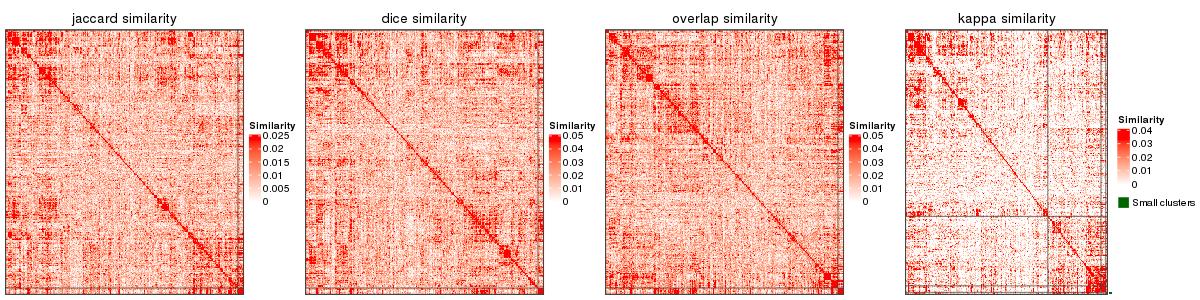 jaccard similarity
Similarity
0.025
0.02
0.015
0.01
0.005
0
dice similarity
Similarity
0.05
0.04
0.03
0.02
0.01
0
overlap similarity
Similarity
0.05
0.04
0.03
0.02
0.01
0
kappa similarity
Similarity
0.04
0.03
0.02
0.01
0
Small clusters